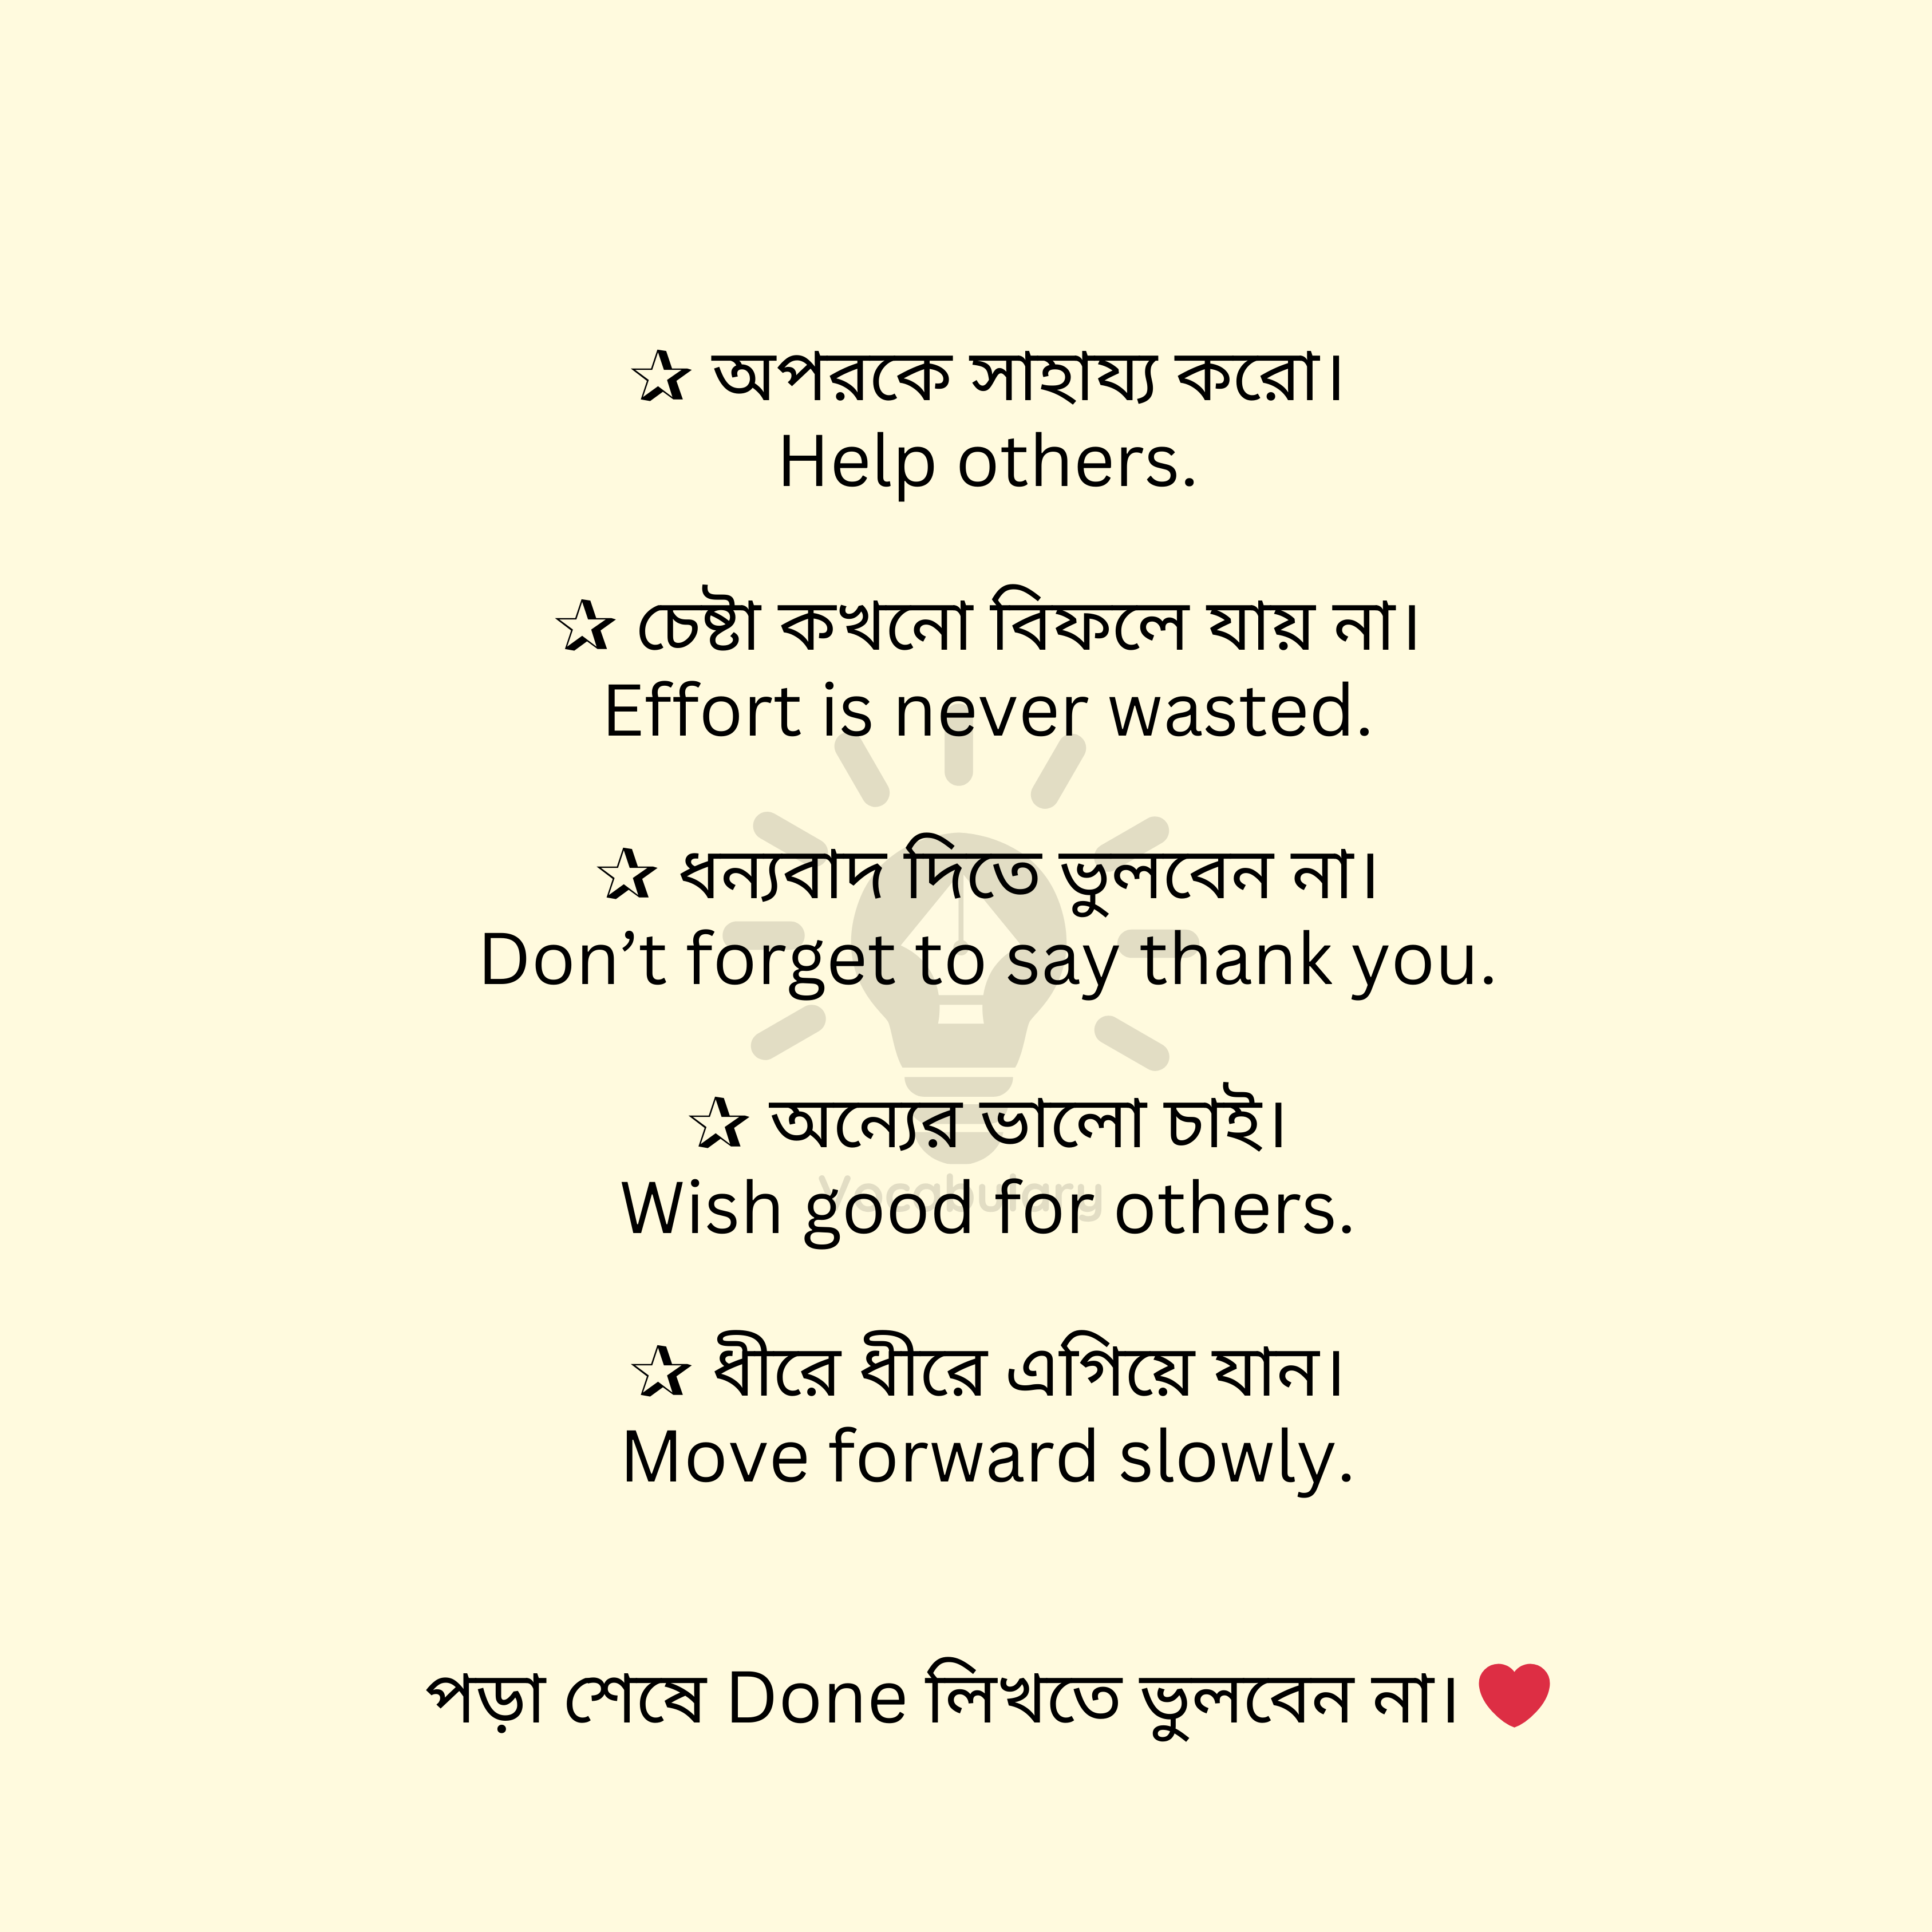 ☆ অপরকে সাহায্য করো।
Help others.
☆ চেষ্টা কখনো বিফলে যায় না।
Effort is never wasted.
☆ ধন্যবাদ দিতে ভুলবেন না।
Don’t forget to say thank you.
☆ অন্যের ভালো চাই।
Vocabulary
Wish good for others.
☆ ধীরে ধীরে এগিয়ে যান।
Move forward slowly.
পড়া শেষে Done লিখতে ভুলবেন না। ❤️